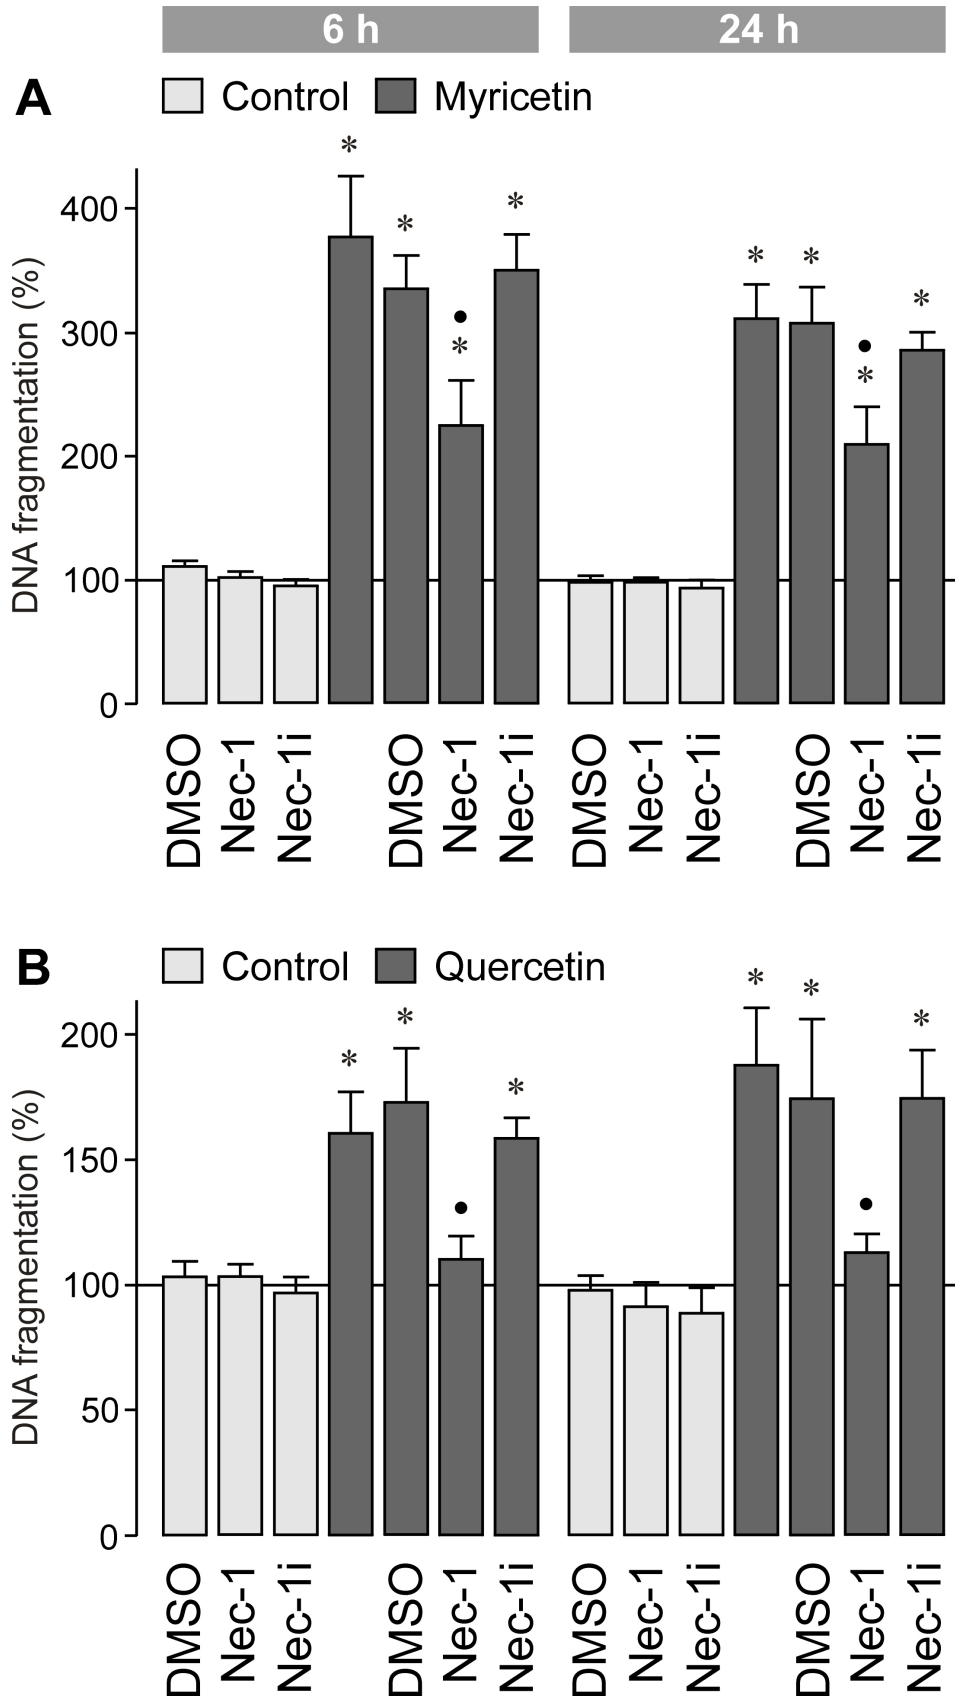 6 h 24 h
A Control Myricetin
DNA fragmentation (%)
400
300
200
100
0
* * • * * * * • * *
DMSO Nec-1 Nec-1i DMSO Nec-1 Nec-1i DMSO Nec-1 Nec-1i DMSO Nec-1 Nec-1i
B Control Quercetin
DNA fragmentation (%)
200
150
100
50
0
* * • * * * • *
DMSO Nec-1 Nec-1i DMSO Nec-1 Nec-1i DMSO Nec-1 Nec-1i DMSO Nec-1 Nec-1i